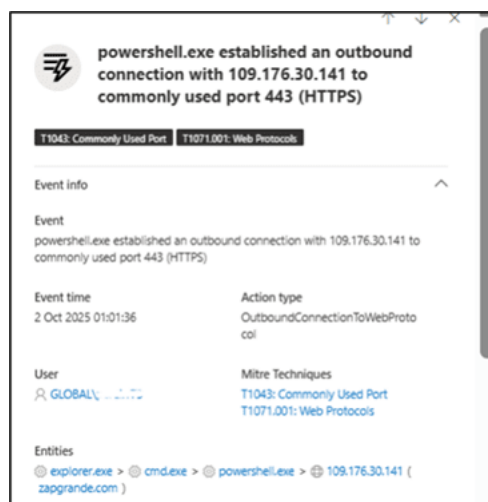 powershell.exe established an outbound
connection with 109.176.30.141 to
commonly used port 443 (HTTPS)
T1043: Commonly Used Port T1071.001: Web Protocols
Event info
Event
powershell.exe established an outbound connection with 109.176.30.141 to
commonly used port 443 (HTTPS)
Event time Action type
2 Oct 2025 01:01:36 OutboundConnectionToWebProto
col
User Mitre Techniques
GLOBAL\ T1043: Commonly Used Port
T1071.001: Web Protocols
Entities
explorer.exe > cmd.exe > powershell.exe > 109.176.30.141 (
zapgrande.com )